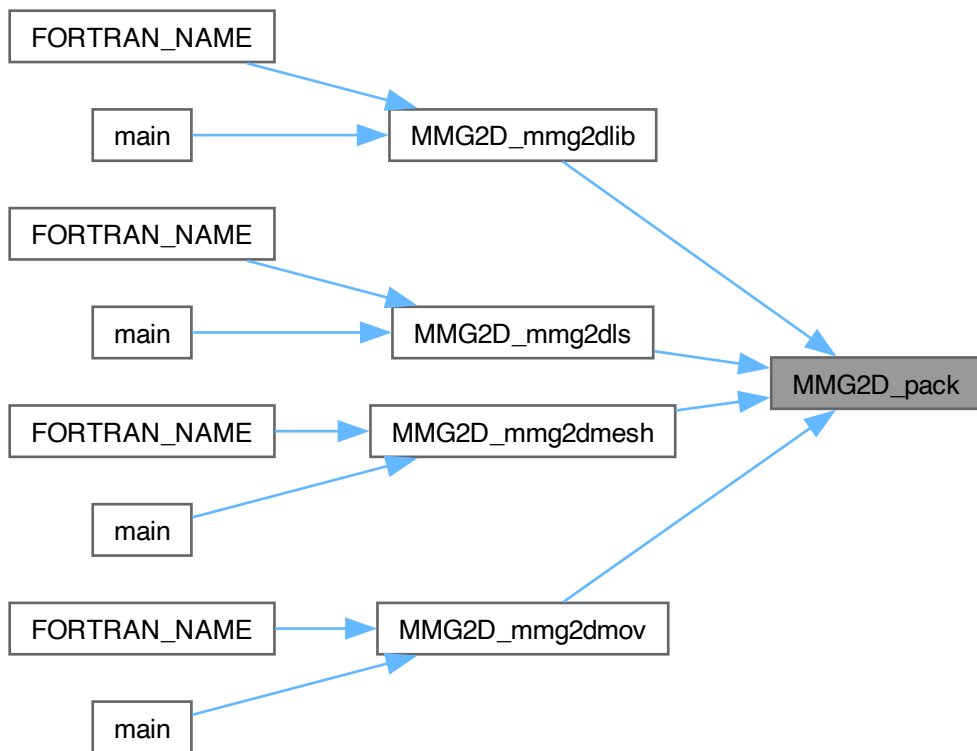 FORTRAN_NAME
main
MMG2D_mmg2dlib
FORTRAN_NAME
main
MMG2D_mmg2dls
MMG2D_pack
FORTRAN_NAME
MMG2D_mmg2dmesh
main
FORTRAN_NAME
MMG2D_mmg2dmov
main